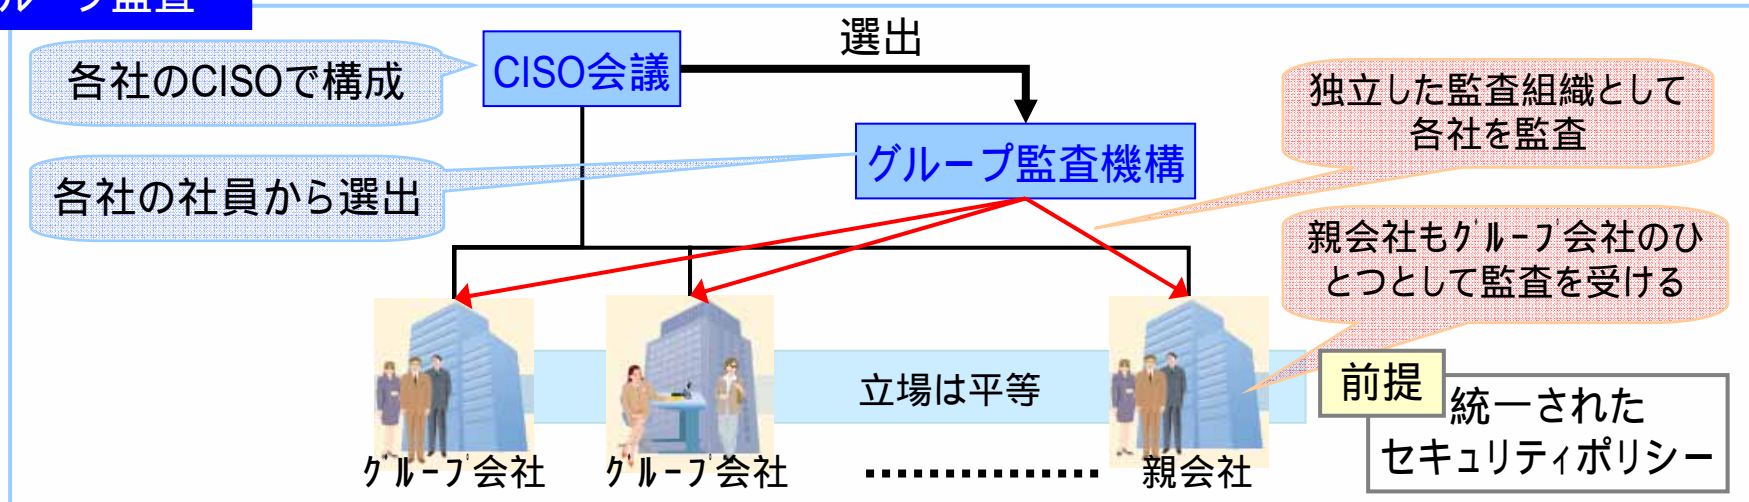 ループ監査
選出
各社のCISOで構成
CISO会議
独立した監査組織として
各社を監査
グループ監査機構
各社の社員から選出
親会社もｸﾞﾙｰﾌﾟ会社のひ
とつとして監査を受ける
立場は平等
前提
統一された
セキュリティポリシー
ｸﾞﾙｰﾌﾟ会社
ｸﾞﾙｰﾌﾟ会社
……………
親会社